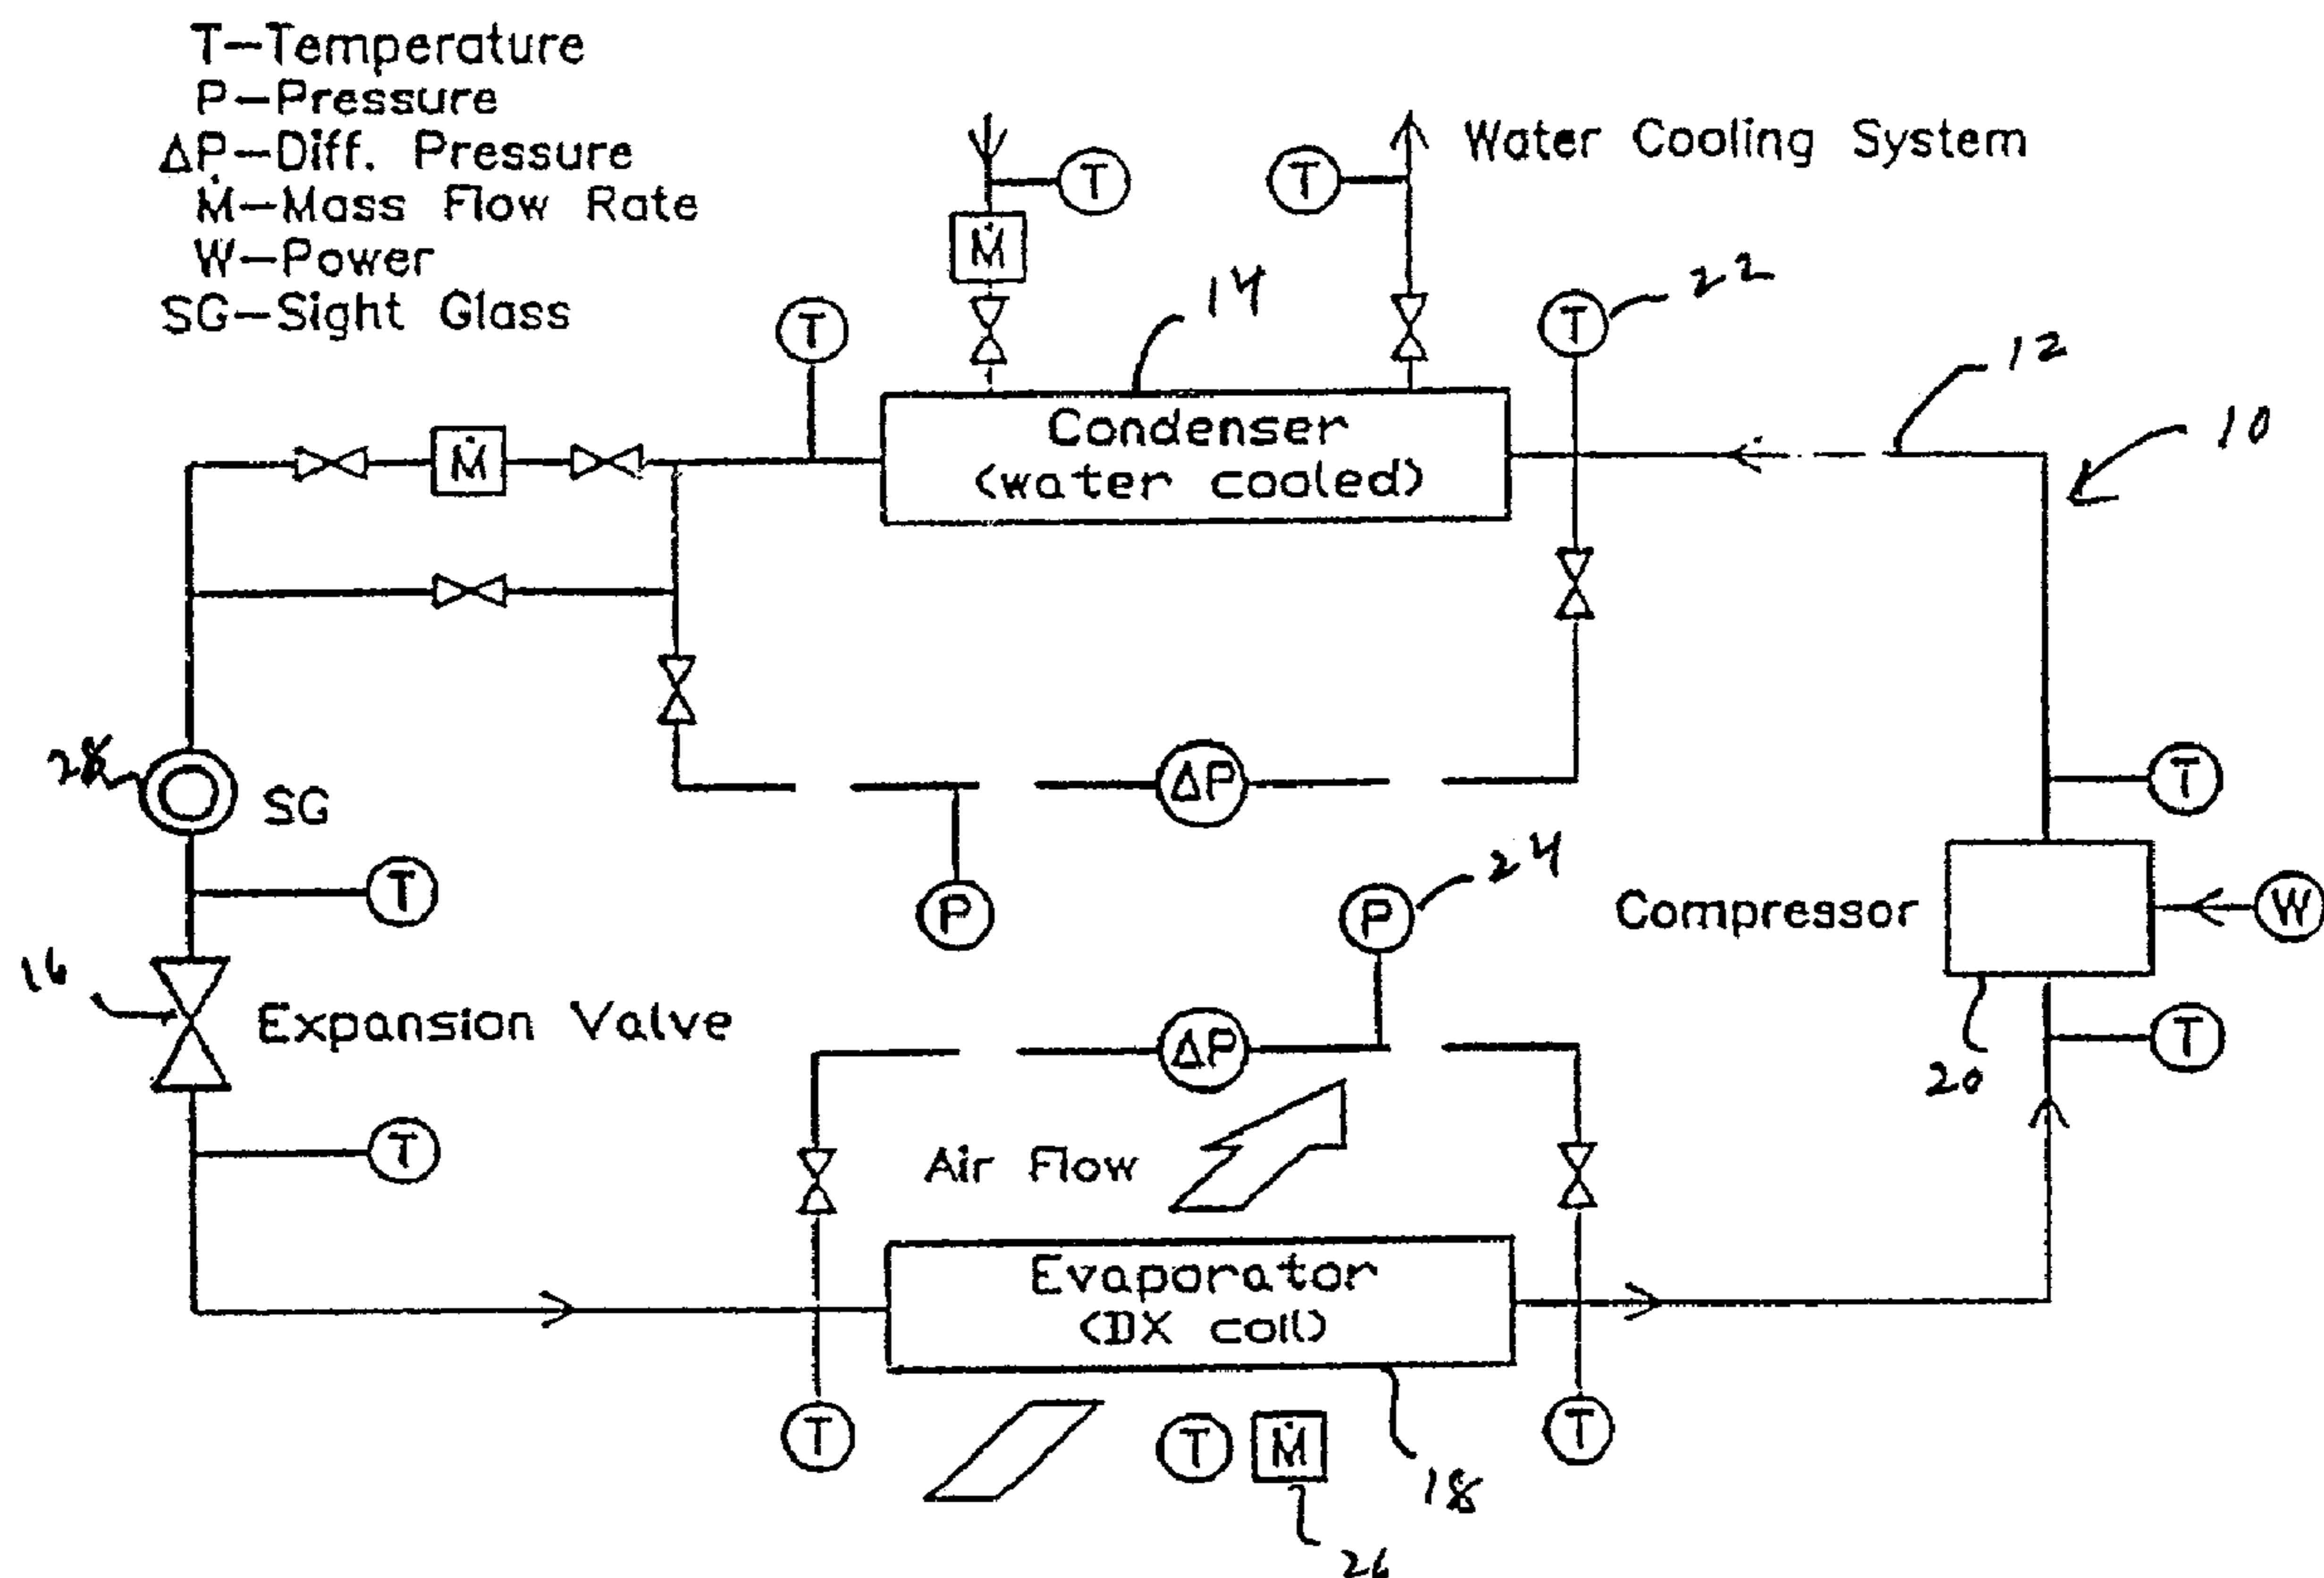 T—Temperature
P—Pressure
ΔP—Diff. Pressure
Ṁ—Mass Flow Rate
W—Power
SG—Sight Glass
T
T
Water Cooling System
Ṁ
14
T
22
T
12
10
Ṁ
Condenser
(water cooled)
28
SG
ΔP
T
T
P
P
24
Compressor
W
16
Expansion Valve
ΔP
T
20
T
Air Flow
Evaporator
(DX coil)
T
T
Ṁ
T
18
26